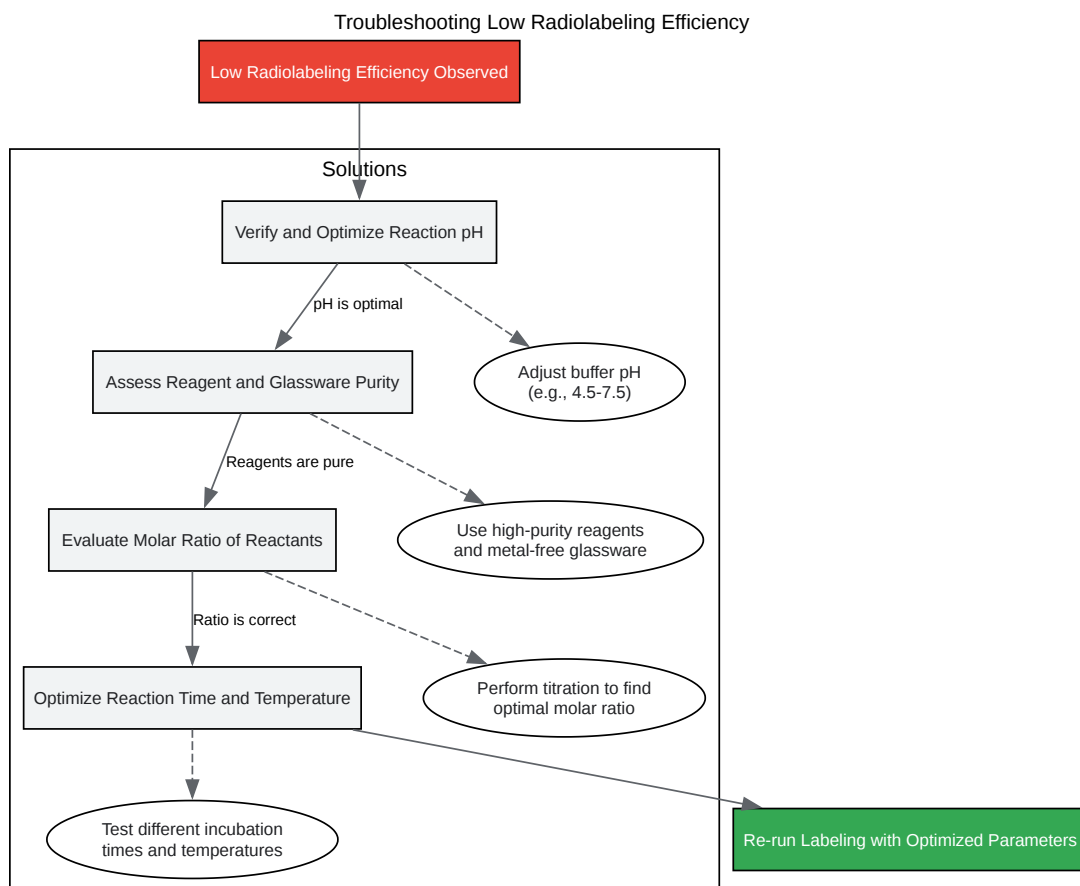 Troubleshooting Low Radiolabeling Efficiency
Low Radiolabeling Efficiency Observed
Solutions
Verify and Optimize Reaction pH
pH is optimal
Assess Reagent and Glassware Purity
Adjust buffer pH
(e.g., 4.5-7.5)
Reagents are pure
Evaluate Molar Ratio of Reactants
Use high-purity reagents
and metal-free glassware
Ratio is correct
Optimize Reaction Time and Temperature
Perform titration to find
optimal molar ratio
Test different incubation
times and temperatures
Re-run Labeling with Optimized Parameters